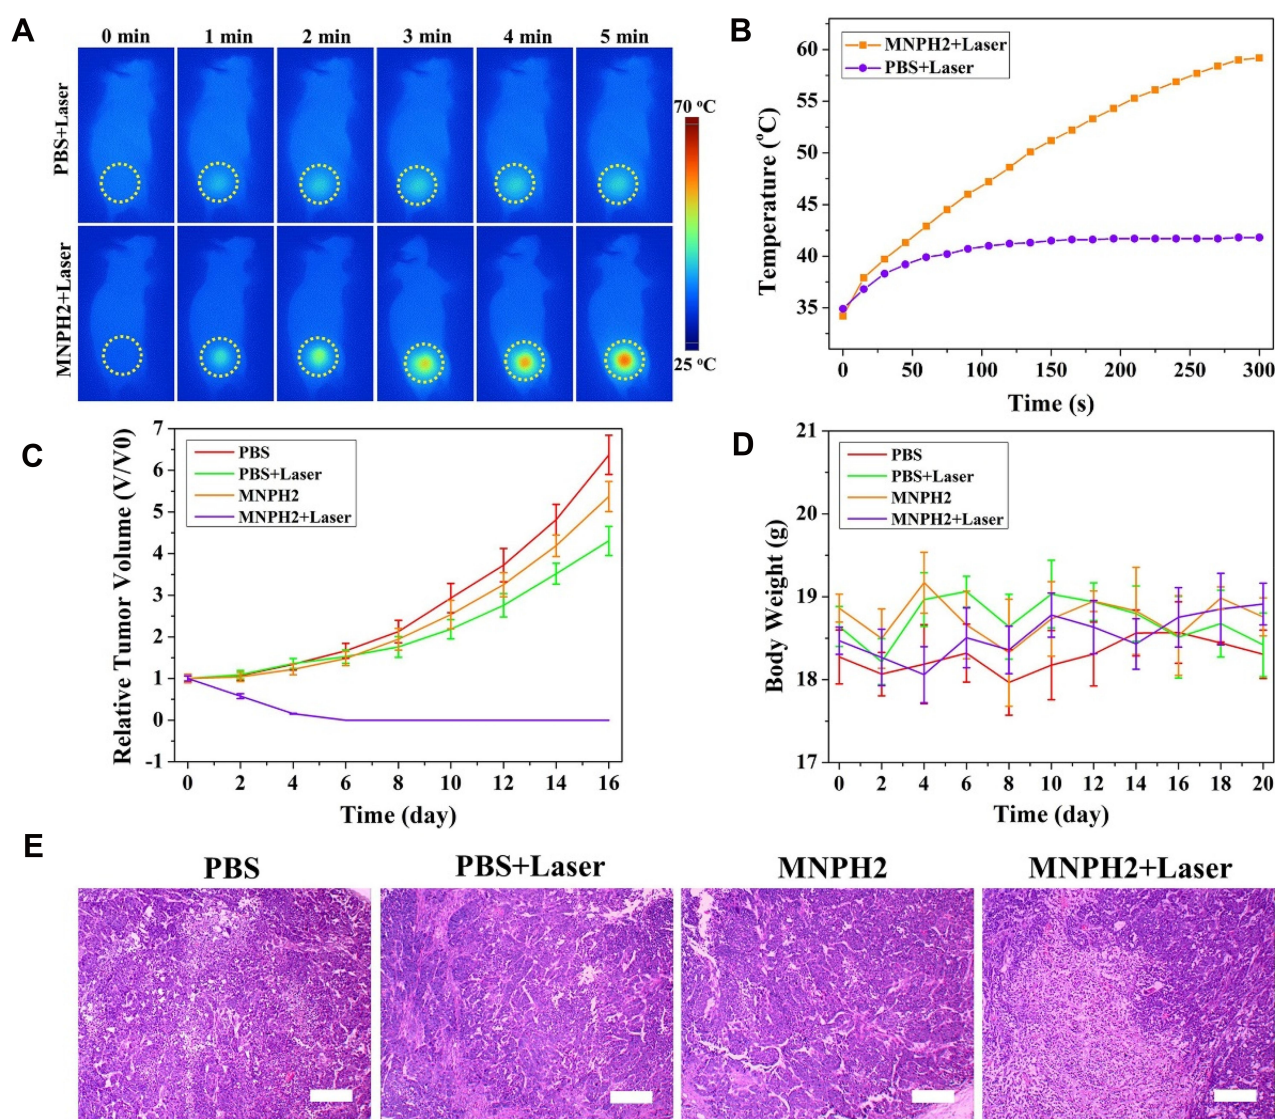 A
0 min 1 min 2 min 3 min 4 min 5 min
PBS+Laser
MNPH2+Laser
70 °C
25 °C
B
MNPH2+Laser
PBS+Laser
Temperature (°C)
60
55
50
45
40
35
0 50 100 150 200 250 300
Time (s)
C
PBS
PBS+Laser
MNPH2
MNPH2+Laser
Relative Tumor Volume (V/V0)
7
6
5
4
3
2
1
0
-1
0 2 4 6 8 10 12 14 16
Time (day)
D
PBS
PBS+Laser
MNPH2
MNPH2+Laser
Body Weight (g)
21
20
19
18
17
0 2 4 6 8 10 12 14 16 18 20
Time (day)
E
PBS PBS+Laser MNPH2 MNPH2+Laser